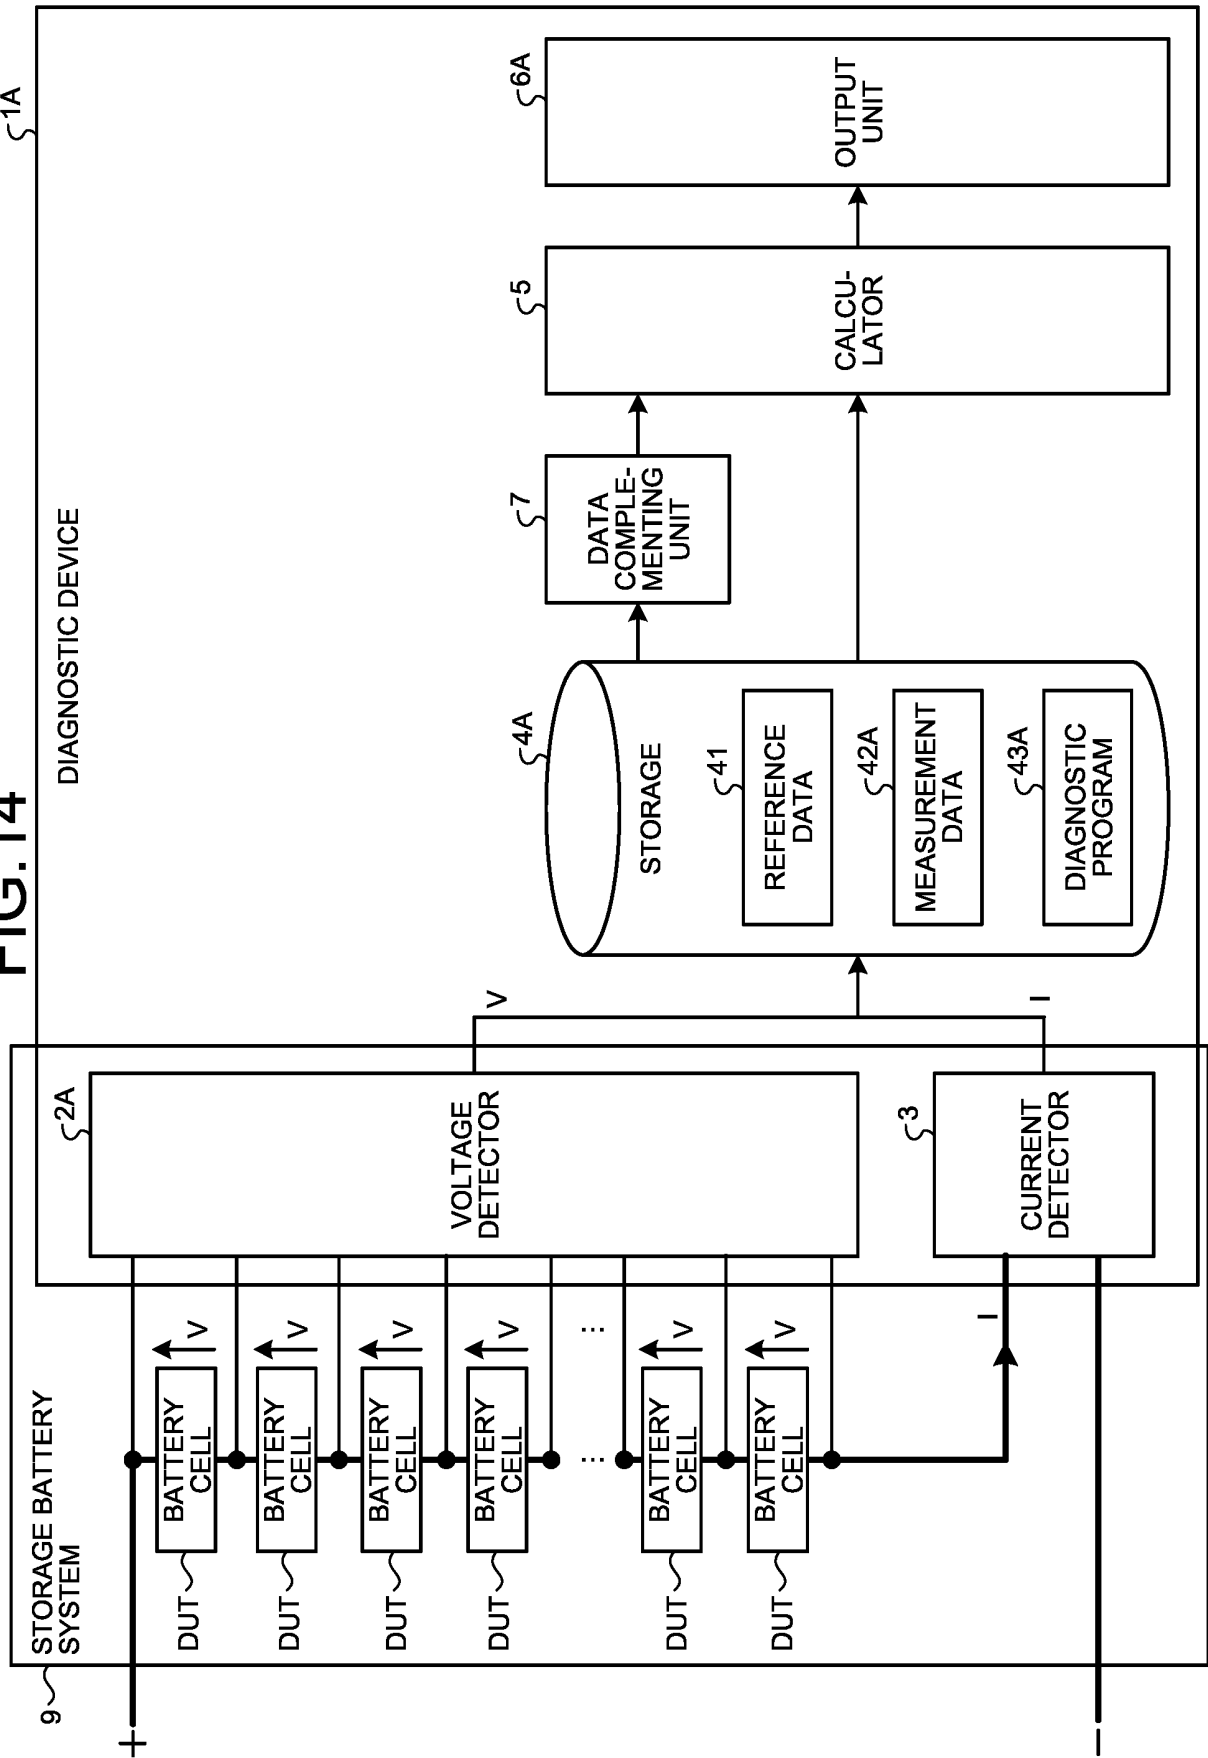 FIG.14
1A
DIAGNOSTIC DEVICE
9
STORAGE BATTERY
SYSTEM
+
−
DUT
BATTERY
CELL
V
DUT
BATTERY
CELL
V
DUT
BATTERY
CELL
V
DUT
BATTERY
CELL
V
...
...
DUT
BATTERY
CELL
V
DUT
BATTERY
CELL
V
I
2A
VOLTAGE
DETECTOR
3
CURRENT
DETECTOR
V
I
4A
STORAGE
41
REFERENCE
DATA
42A
MEASUREMENT
DATA
43A
DIAGNOSTIC
PROGRAM
7
DATA
COMPLE-
MENTING
UNIT
5
CALCU-
LATOR
6A
OUTPUT
UNIT